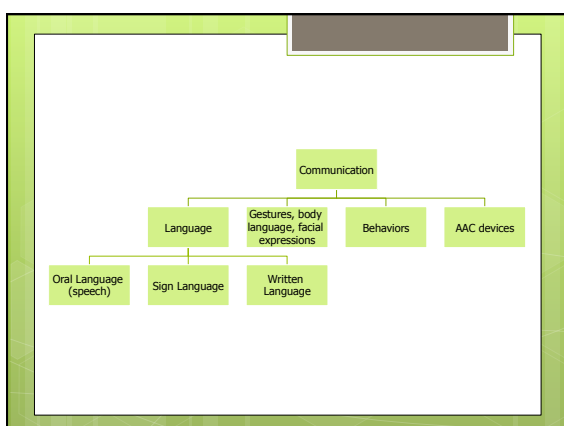 Communication
Language
Gestures, body
language, facial
expressions
Behaviors
AAC devices
Oral Language
(speech)
Sign Language
Written
Language